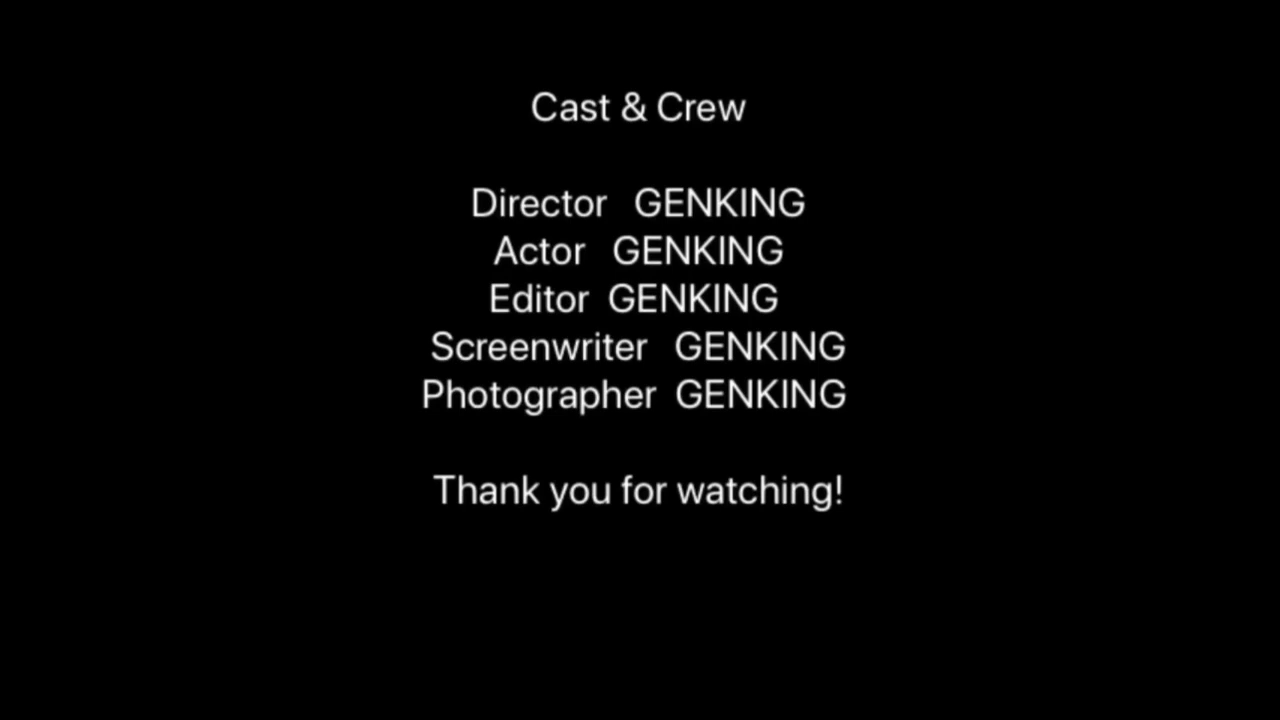 Cast & Crew
Director GENKING
Actor GENKING
Editor GENKING
Screenwriter GENKING
Photographer GENKING
Thank you for watching!